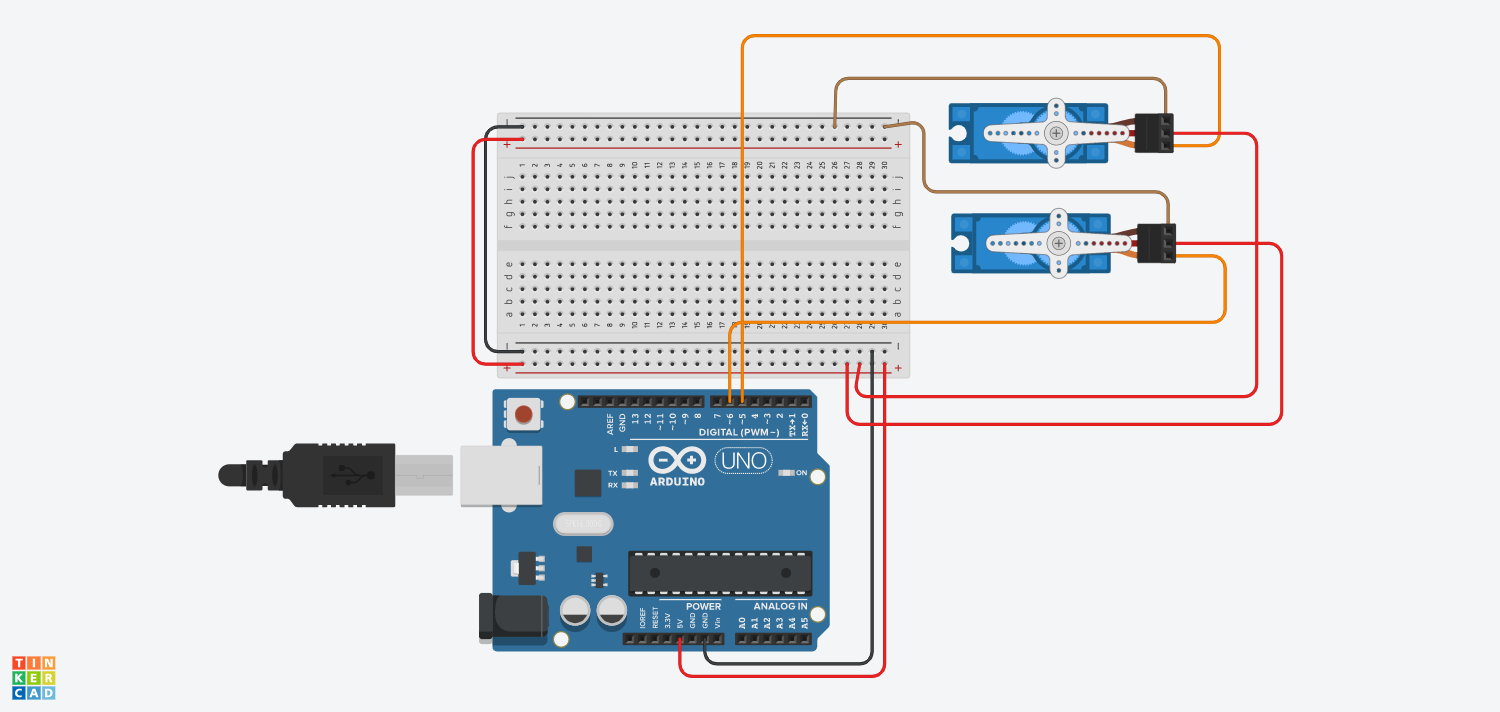 1 2 3 4 5 6 7 8 9 10 11 12 13 14 15 16 17 18 19 20 21 22 23 24 25 26 27 28 29 30
j j
i i
h h
g g
f f
e e
d d
c c
b b
a a
1 2 3 4 5 6 7 8 9 10 11 12 13 14 15 16 17 18 19 20 21 22 23 24 25 26 27 28 29 30
AREF GND 13 12 ~11 ~10 ~9 8 7 ~6 ~5 4 ~3 2 TX→1 RX←0
DIGITAL (PWM~)
L
TX
RX
UNO
ON
ARDUINO
POWER
ANALOG IN
IOREF RESET 3.3V 5V GND GND Vin A0 A1 A2 A3 A4 A5
TIN
KER
CAD